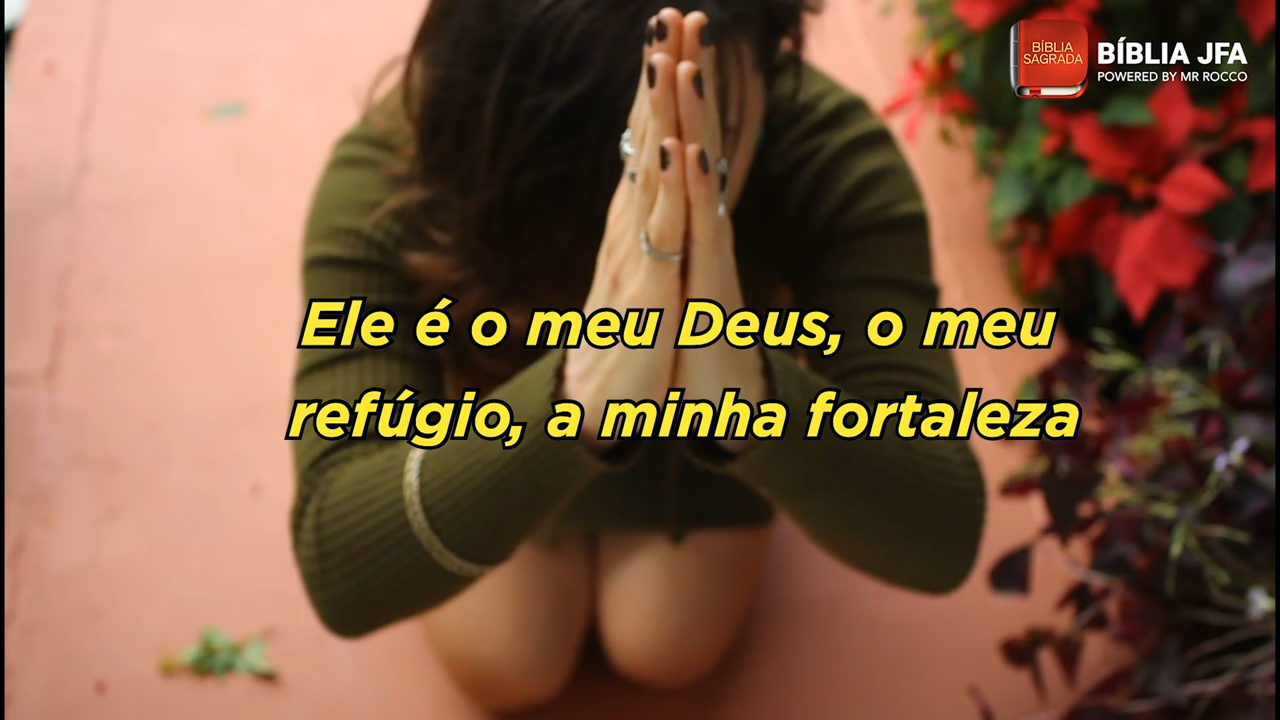 BÍBLIA
SAGRADA
BÍBLIA JFA
POWERED BY MR ROCCO
Ele é o meu Deus, o meu
refúgio, a minha fortaleza